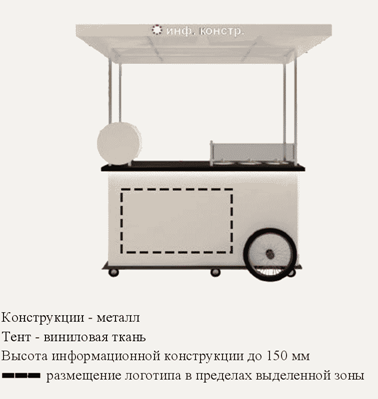 инф. констр.
Конструкции - металл
Тент - виниловая ткань
Высота информационной конструкции до 150 мм
размещение логотипа в пределах выделенной зоны